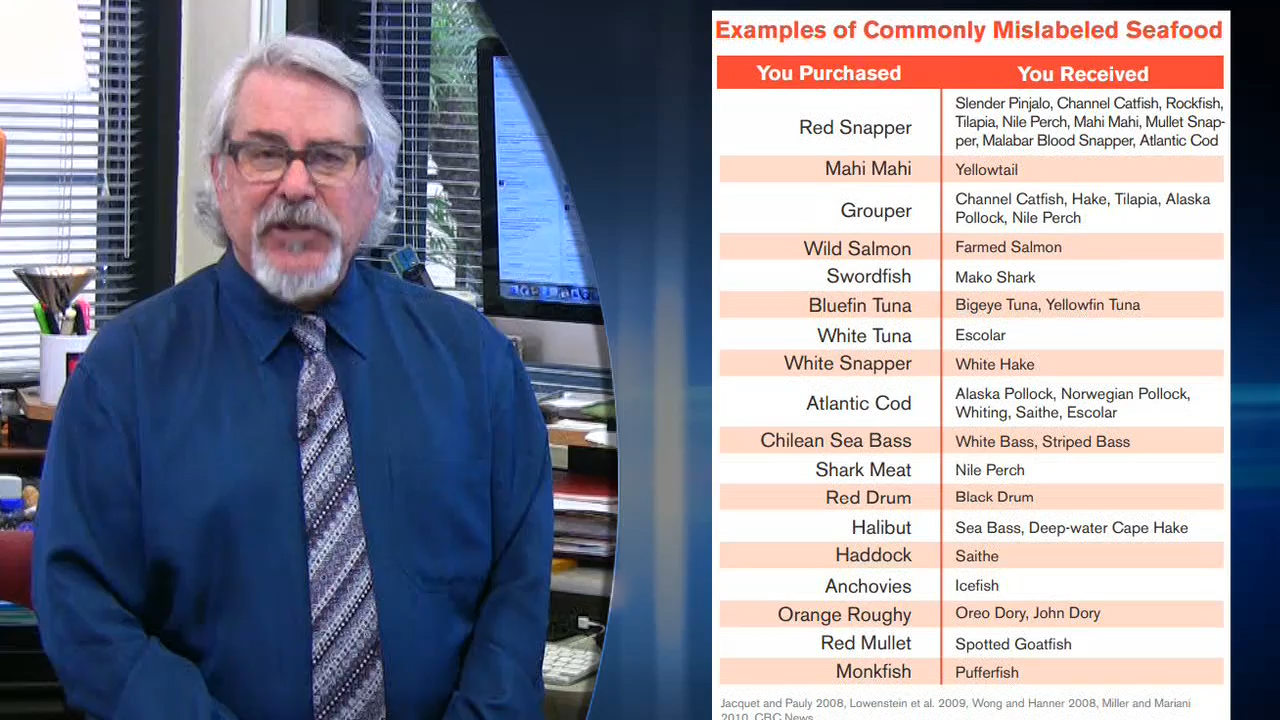 Examples of Commonly Mislabeled Seafood
You Purchased You Received
Red Snapper Slender Pinjalo, Channel Catfish, Rockfish,
Tilapia, Nile Perch, Mahi Mahi, Mullet Snap-
per, Malabar Blood Snapper, Atlantic Cod
Mahi Mahi Yellowtail
Grouper Channel Catfish, Hake, Tilapia, Alaska
Pollock, Nile Perch
Wild Salmon Farmed Salmon
Swordfish Mako Shark
Bluefin Tuna Bigeye Tuna, Yellowfin Tuna
White Tuna Escolar
White Snapper White Hake
Atlantic Cod Alaska Pollock, Norwegian Pollock,
Whiting, Saithe, Escolar
Chilean Sea Bass White Bass, Striped Bass
Shark Meat Nile Perch
Red Drum Black Drum
Halibut Sea Bass, Deep-water Cape Hake
Haddock Saithe
Anchovies Icefish
Orange Roughy Oreo Dory, John Dory
Red Mullet Spotted Goatfish
Monkfish Pufferfish
Jacquet and Pauly 2008, Lowenstein et al. 2009, Wong and Hanner 2008, Miller and Mariani
2010, CBC News